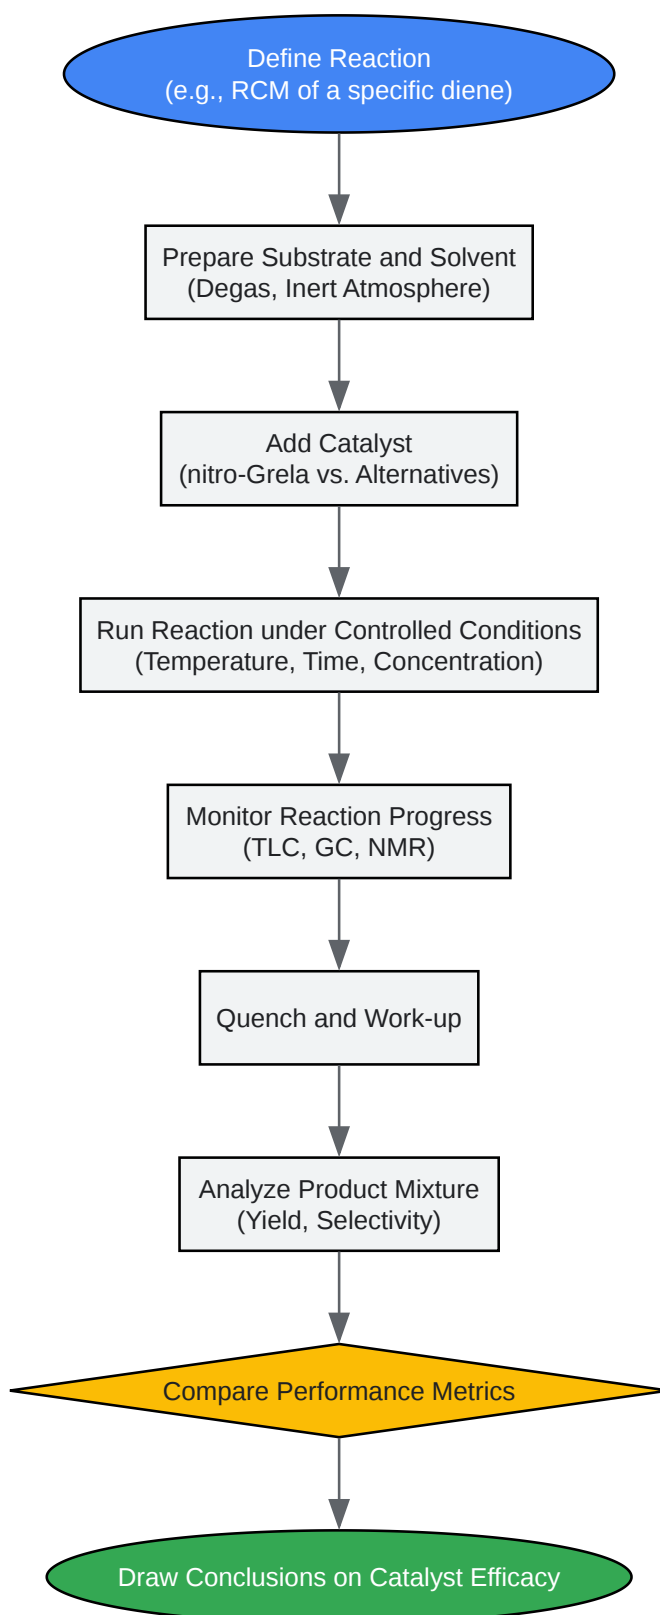 Define Reaction
(e.g., RCM of a specific diene)
Prepare Substrate and Solvent
(Degas, Inert Atmosphere)
Add Catalyst
(nitro-Grela vs. Alternatives)
Run Reaction under Controlled Conditions
(Temperature, Time, Concentration)
Monitor Reaction Progress
(TLC, GC, NMR)
Quench and Work-up
Analyze Product Mixture
(Yield, Selectivity)
Compare Performance Metrics
Draw Conclusions on Catalyst Efficacy